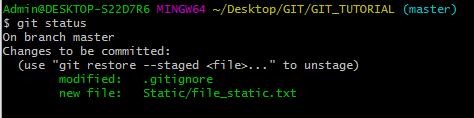 Admin@DESKTOP-S22D7R6 MINGW64 ~/Desktop/GIT/GIT_TUTORIAL (master)
$ git status
On branch master
Changes to be committed:
  (use "git restore --staged <file>..." to unstage)
        modified:   .gitignore
        new file:   Static/file_static.txt